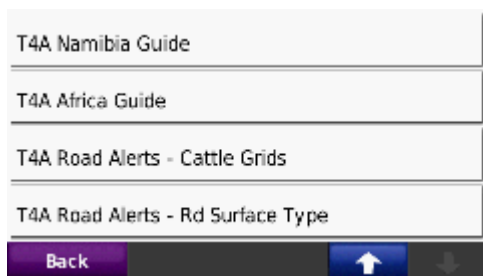 T4A Namibia Guide
T4A Africa Guide
T4A Road Alerts - Cattle Grids
T4A Road Alerts - Rd Surface Type
Back